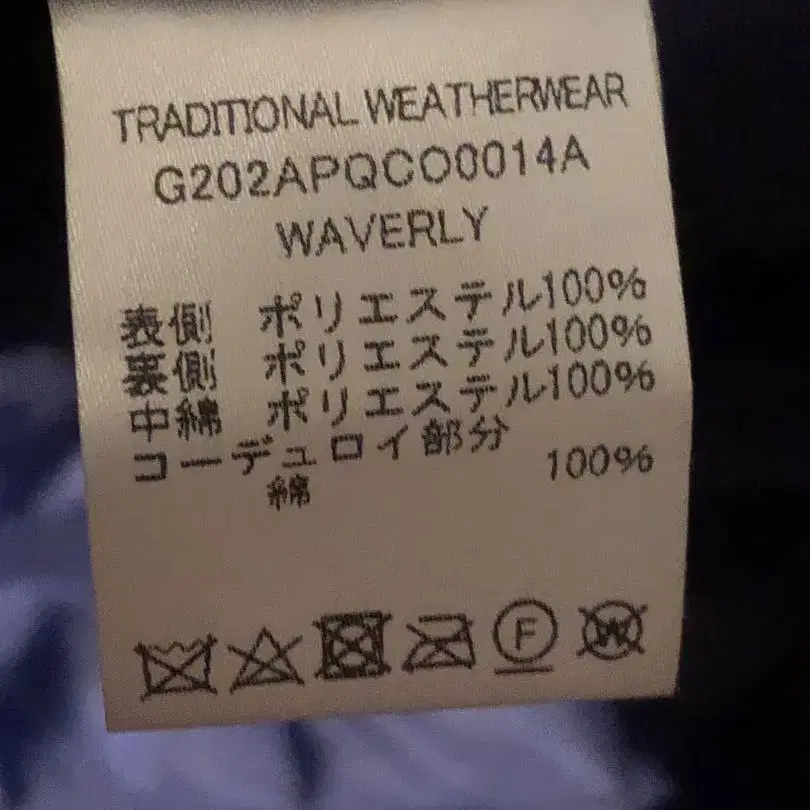 TRADITIONAL WEATHERWEAR
G202APQCO0014A
WAVERLY
表側 ポリエステル100%
裏側 ポリエステル100%
中綿 ポリエステル100%
コーデュロイ部分
綿 100%
F
W